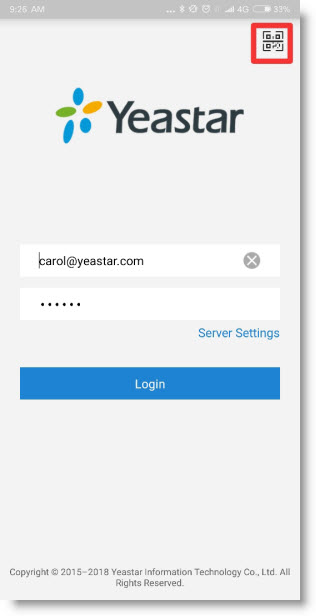 9:26 AM ... 4G 33%
Yeastar
carol@yeastar.com
Server Settings
Login
Copyright © 2015–2018 Yeastar Information Technology Co., Ltd. All
Rights Reserved.